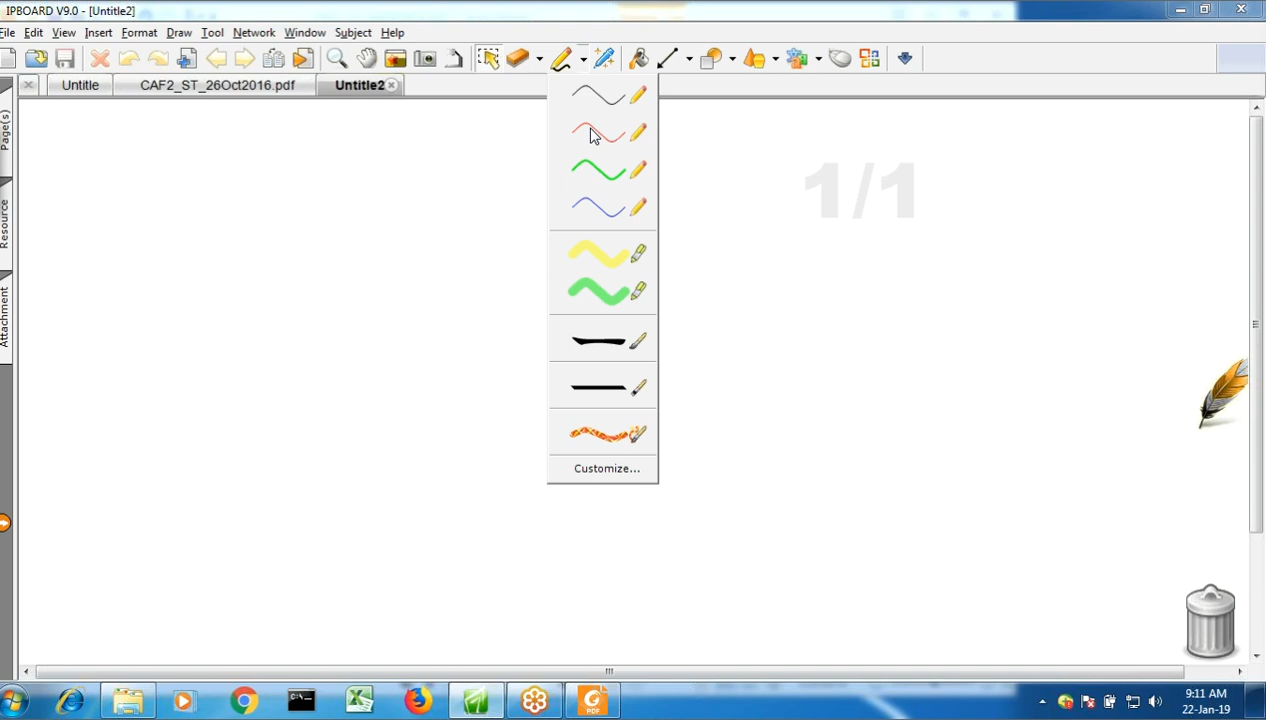 IPBOARD V9.0 - [Untitle2]
File Edit View Insert Format Draw Tool Network Window Subject Help
Untitle CAF2_ST_26Oct2016.pdf Untitle2
Page(s)
Resource
Attachment
1/1
Customize...
C:\.
PDF
9:11 AM
22-Jan-19